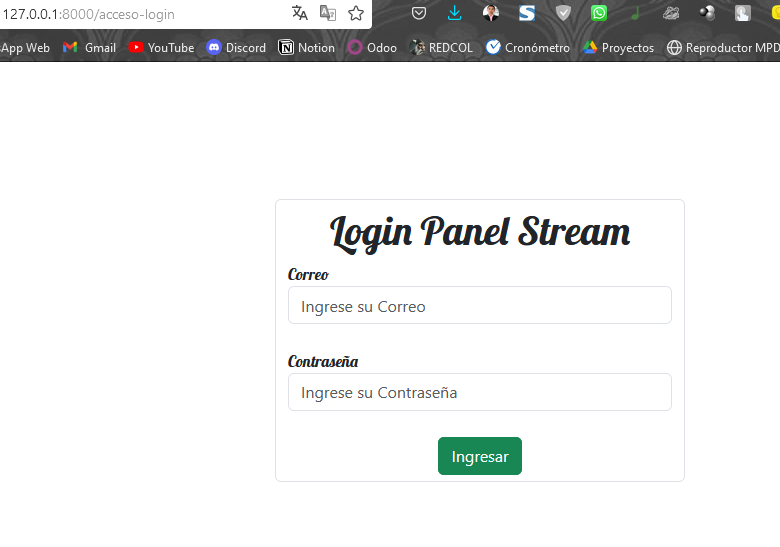 127.0.0.1:8000/acceso-login
sApp Web Gmail YouTube Discord Notion Odoo REDCOL Cronómetro Proyectos Reproductor MPD
Login Panel Stream
Correo
Ingrese su Correo
Contraseña
Ingrese su Contraseña
Ingresar